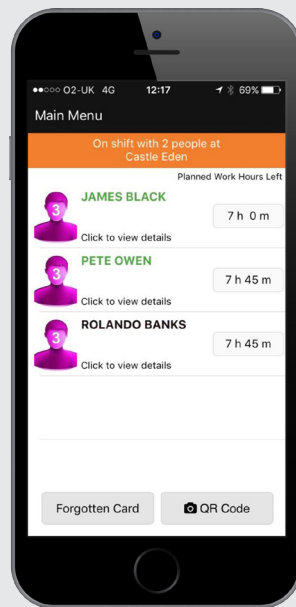 ●●○○○ O2-UK 4G 12:17 69%
Main Menu
On shift with 2 people at
Castle Eden
Planned Work Hours Left
3
JAMES BLACK
7 h 0 m
Click to view details
3
PETE OWEN
7 h 45 m
Click to view details
3
ROLANDO BANKS
7 h 45 m
Click to view details
Forgotten Card
QR Code